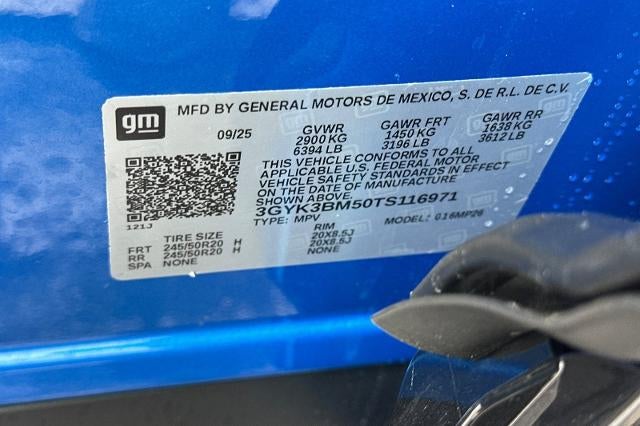 gm
MFD BY GENERAL MOTORS DE MEXICO, S. DE R.L. DE C.V.
09/25 GVWR GAWR FRT GAWR RR
2900 KG 1450 KG 1638 KG
6394 LB 3196 LB 3612 LB
THIS VEHICLE CONFORMS TO ALL
APPLICABLE U.S. FEDERAL MOTOR
VEHICLE SAFETY STANDARDS IN EFFECT
ON THE DATE OF MANUFACTURE
SHOWN ABOVE.
3GYK3BM50TS116971
TYPE: MPV MODEL: 016MP26
121J
TIRE SIZE RIM
FRT 245/50R20 H 20X8.5J
RR 245/50R20 H 20X8.5J
SPA NONE NONE